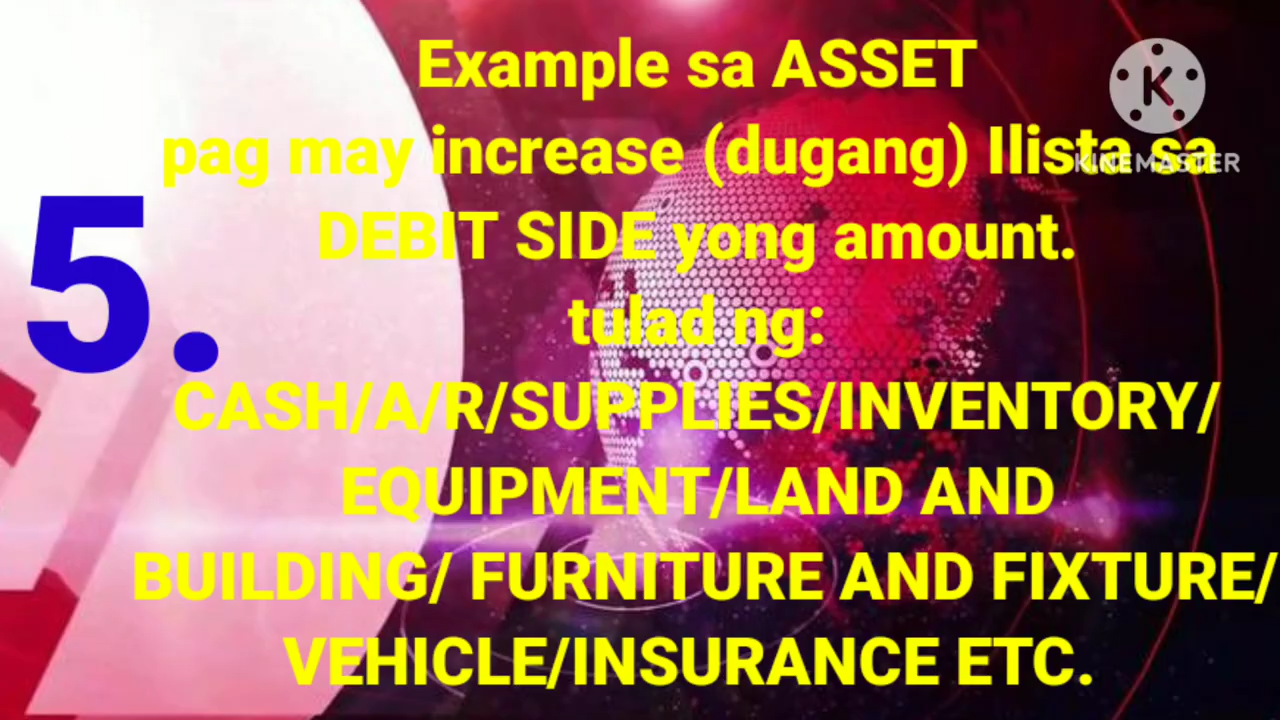 Example sa ASSET
pag may increase (dugang) Ilista sa
DEBIT SIDE yong amount.
tulad ng:
CASH/A/R/SUPPLIES/INVENTORY/
EQUIPMENT/LAND AND
BUILDING/ FURNITURE AND FIXTURE/
VEHICLE/INSURANCE ETC.
5.
K
KINEMASTER